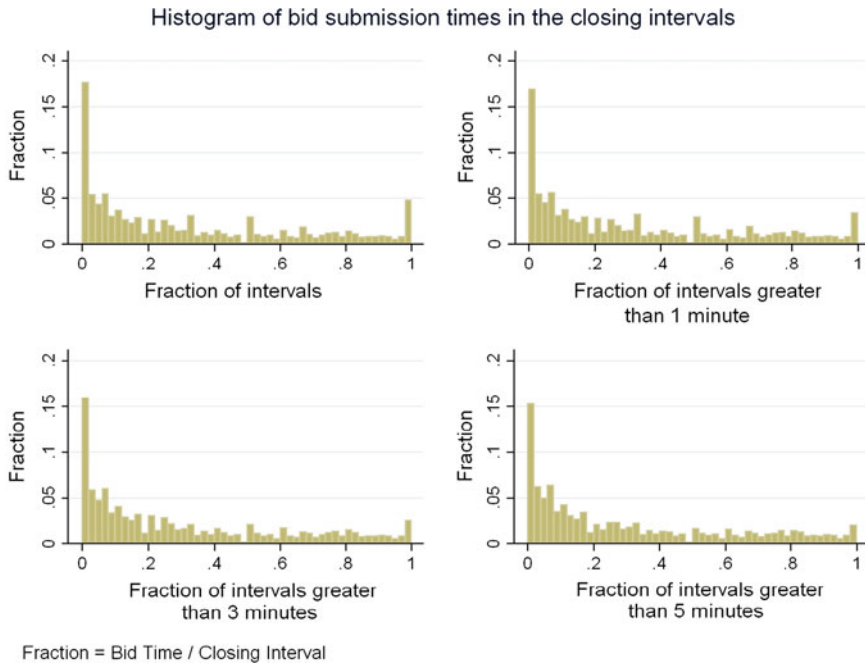 Histogram of bid submission times in the closing intervals
Fraction
0 .05 .1 .15 .2
0 .2 .4 .6 .8 1
Fraction of intervals
Fraction
0 .05 .1 .15 .2
0 .2 .4 .6 .8 1
Fraction of intervals greater
than 1 minute
Fraction
0 .05 .1 .15 .2
0 .2 .4 .6 .8 1
Fraction of intervals greater
than 3 minutes
Fraction
0 .05 .1 .15 .2
0 .2 .4 .6 .8 1
Fraction of intervals greater
than 5 minutes
Fraction = Bid Time / Closing Interval